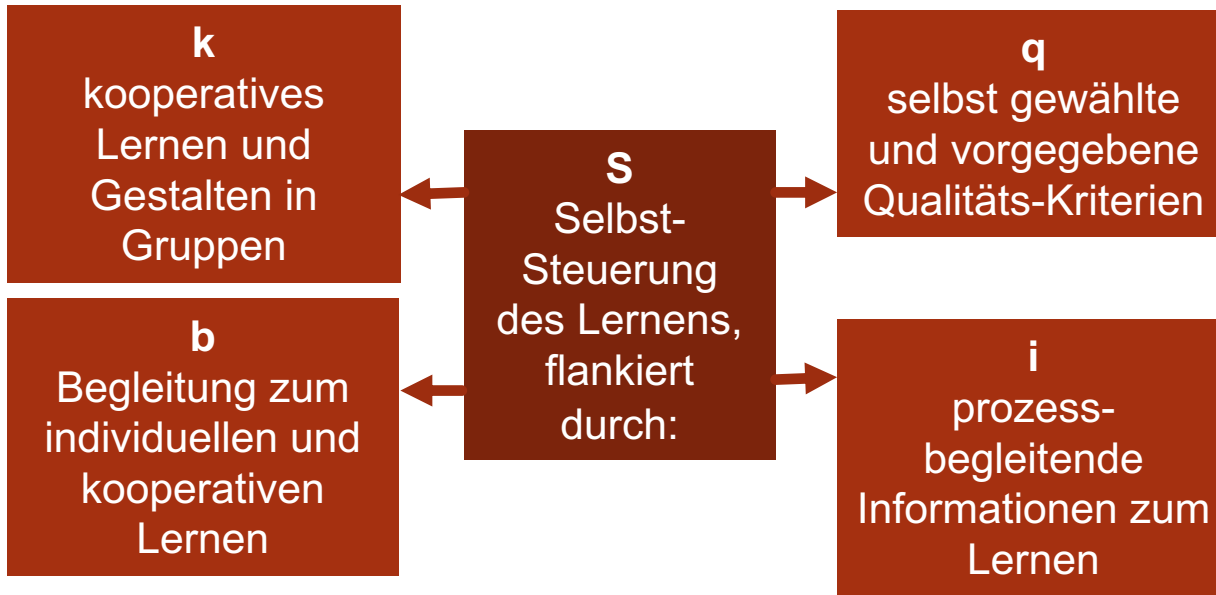 k
kooperatives
Lernen und
Gestalten in
Gruppen
b
Begleitung zum
individuellen und
kooperativen
Lernen
S
Selbst-
Steuerung
des Lernens,
flankiert
durch:
q
selbst gewählte
und vorgegebene
Qualitäts-Kriterien
i
prozess-
begleitende
Informationen zum
Lernen